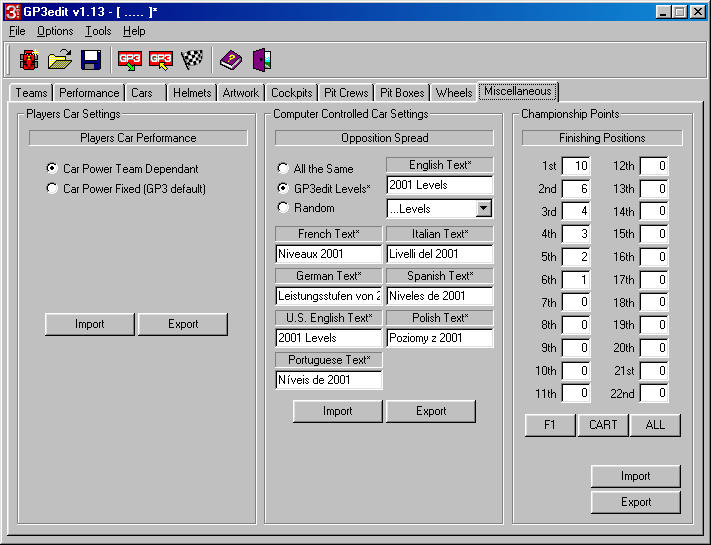 GP3edit v1.13 - [ ..... ]*
File Options Tools Help
GP3 GP3
Teams Performance Cars Helmets Artwork Cockpits Pit Crews Pit Boxes Wheels Miscellaneous
Players Car Settings
Players Car Performance
Car Power Team Dependant
Car Power Fixed (GP3 default)
Import Export
Computer Controlled Car Settings
Opposition Spread
All the Same
GP3edit Levels*
Random
English Text*
2001 Levels
...Levels
French Text* Italian Text*
Niveaux 2001 Livelli del 2001
German Text* Spanish Text*
Leistungsstufen von 2 Niveles de 2001
U.S. English Text* Polish Text*
2001 Levels Poziomy z 2001
Portuguese Text*
Níveis de 2001
Import Export
Championship Points
Finishing Positions
1st 10 12th 0
2nd 6 13th 0
3rd 4 14th 0
4th 3 15th 0
5th 2 16th 0
6th 1 17th 0
7th 0 18th 0
8th 0 19th 0
9th 0 20th 0
10th 0 21st 0
11th 0 22nd 0
F1 CART ALL
Import
Export